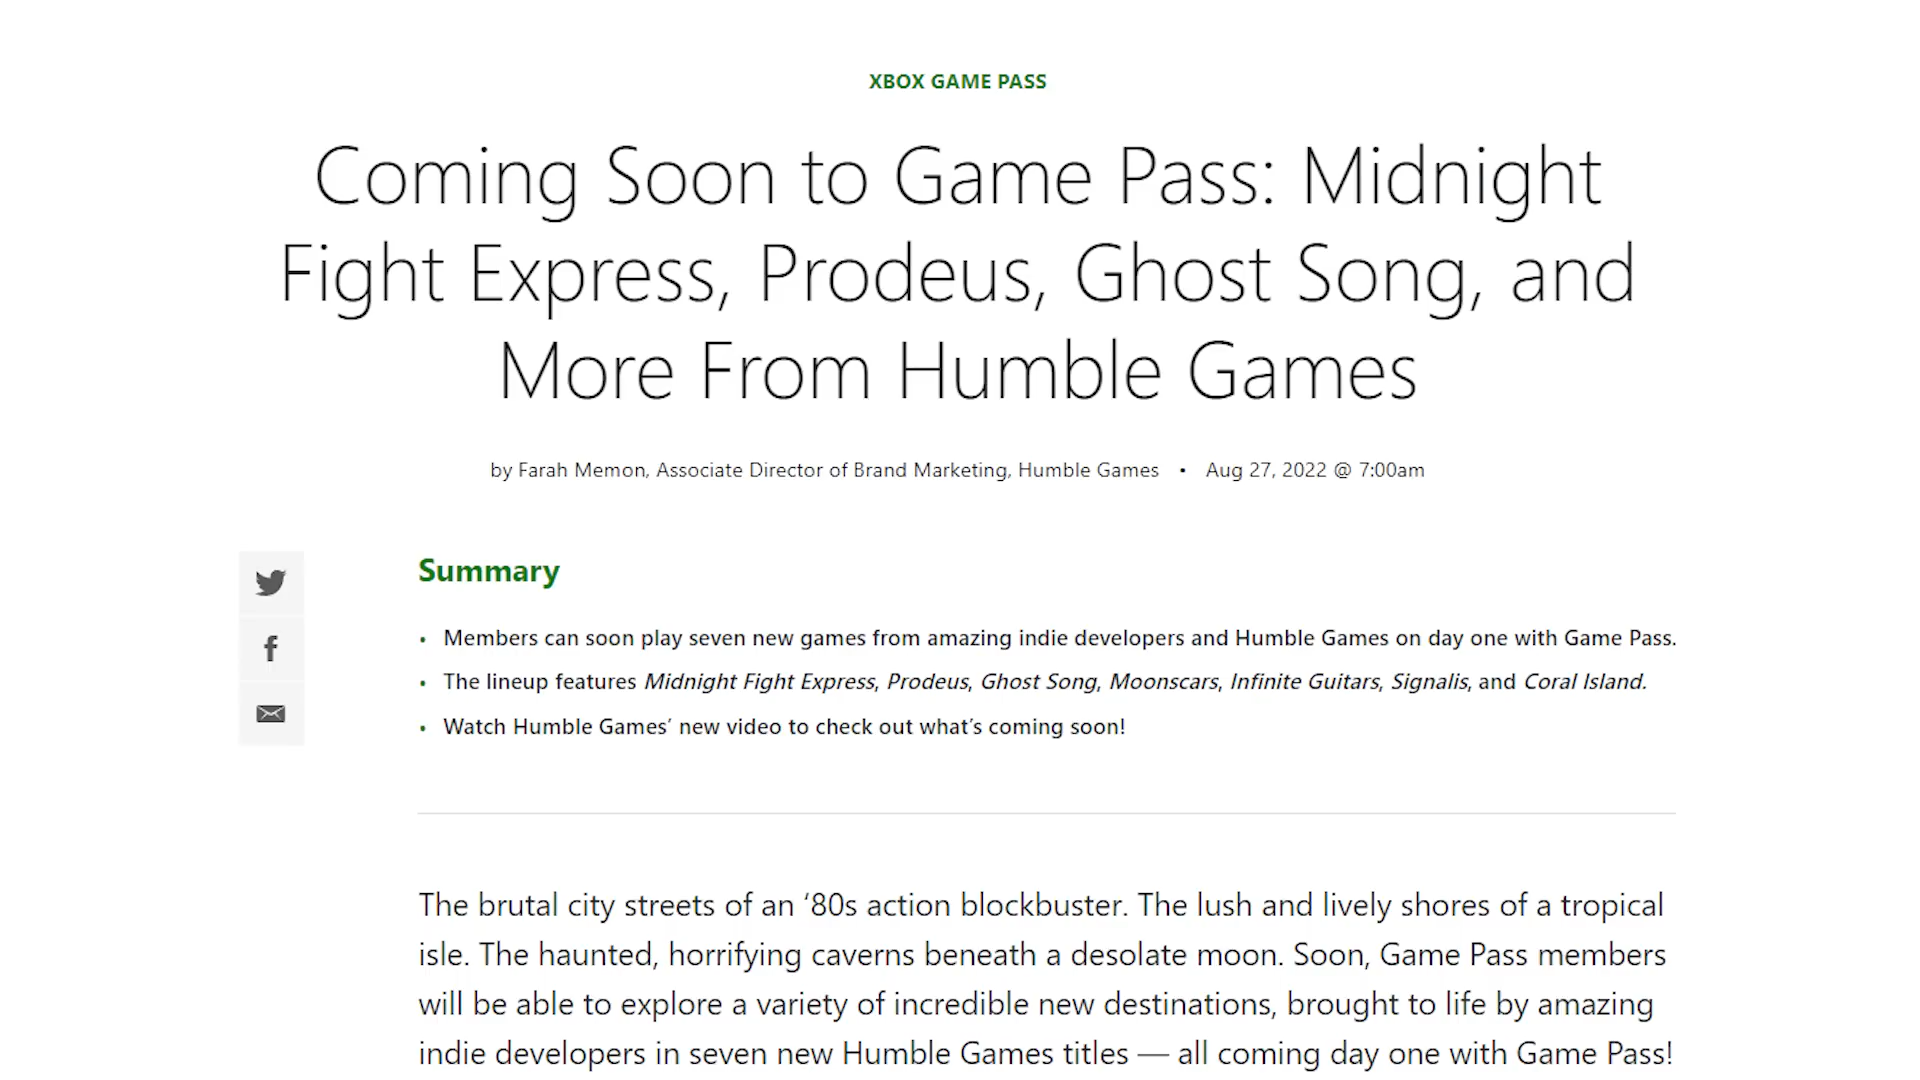 XBOX GAME PASS
Coming Soon to Game Pass: Midnight
Fight Express, Prodeus, Ghost Song, and
More From Humble Games
by Farah Memon, Associate Director of Brand Marketing, Humble Games • Aug 27, 2022 @ 7:00am
Summary
• Members can soon play seven new games from amazing indie developers and Humble Games on day one with Game Pass.
• The lineup features Midnight Fight Express, Prodeus, Ghost Song, Moonscars, Infinite Guitars, Signalis, and Coral Island.
• Watch Humble Games’ new video to check out what’s coming soon!
The brutal city streets of an ‘80s action blockbuster. The lush and lively shores of a tropical
isle. The haunted, horrifying caverns beneath a desolate moon. Soon, Game Pass members
will be able to explore a variety of incredible new destinations, brought to life by amazing
indie developers in seven new Humble Games titles — all coming day one with Game Pass!